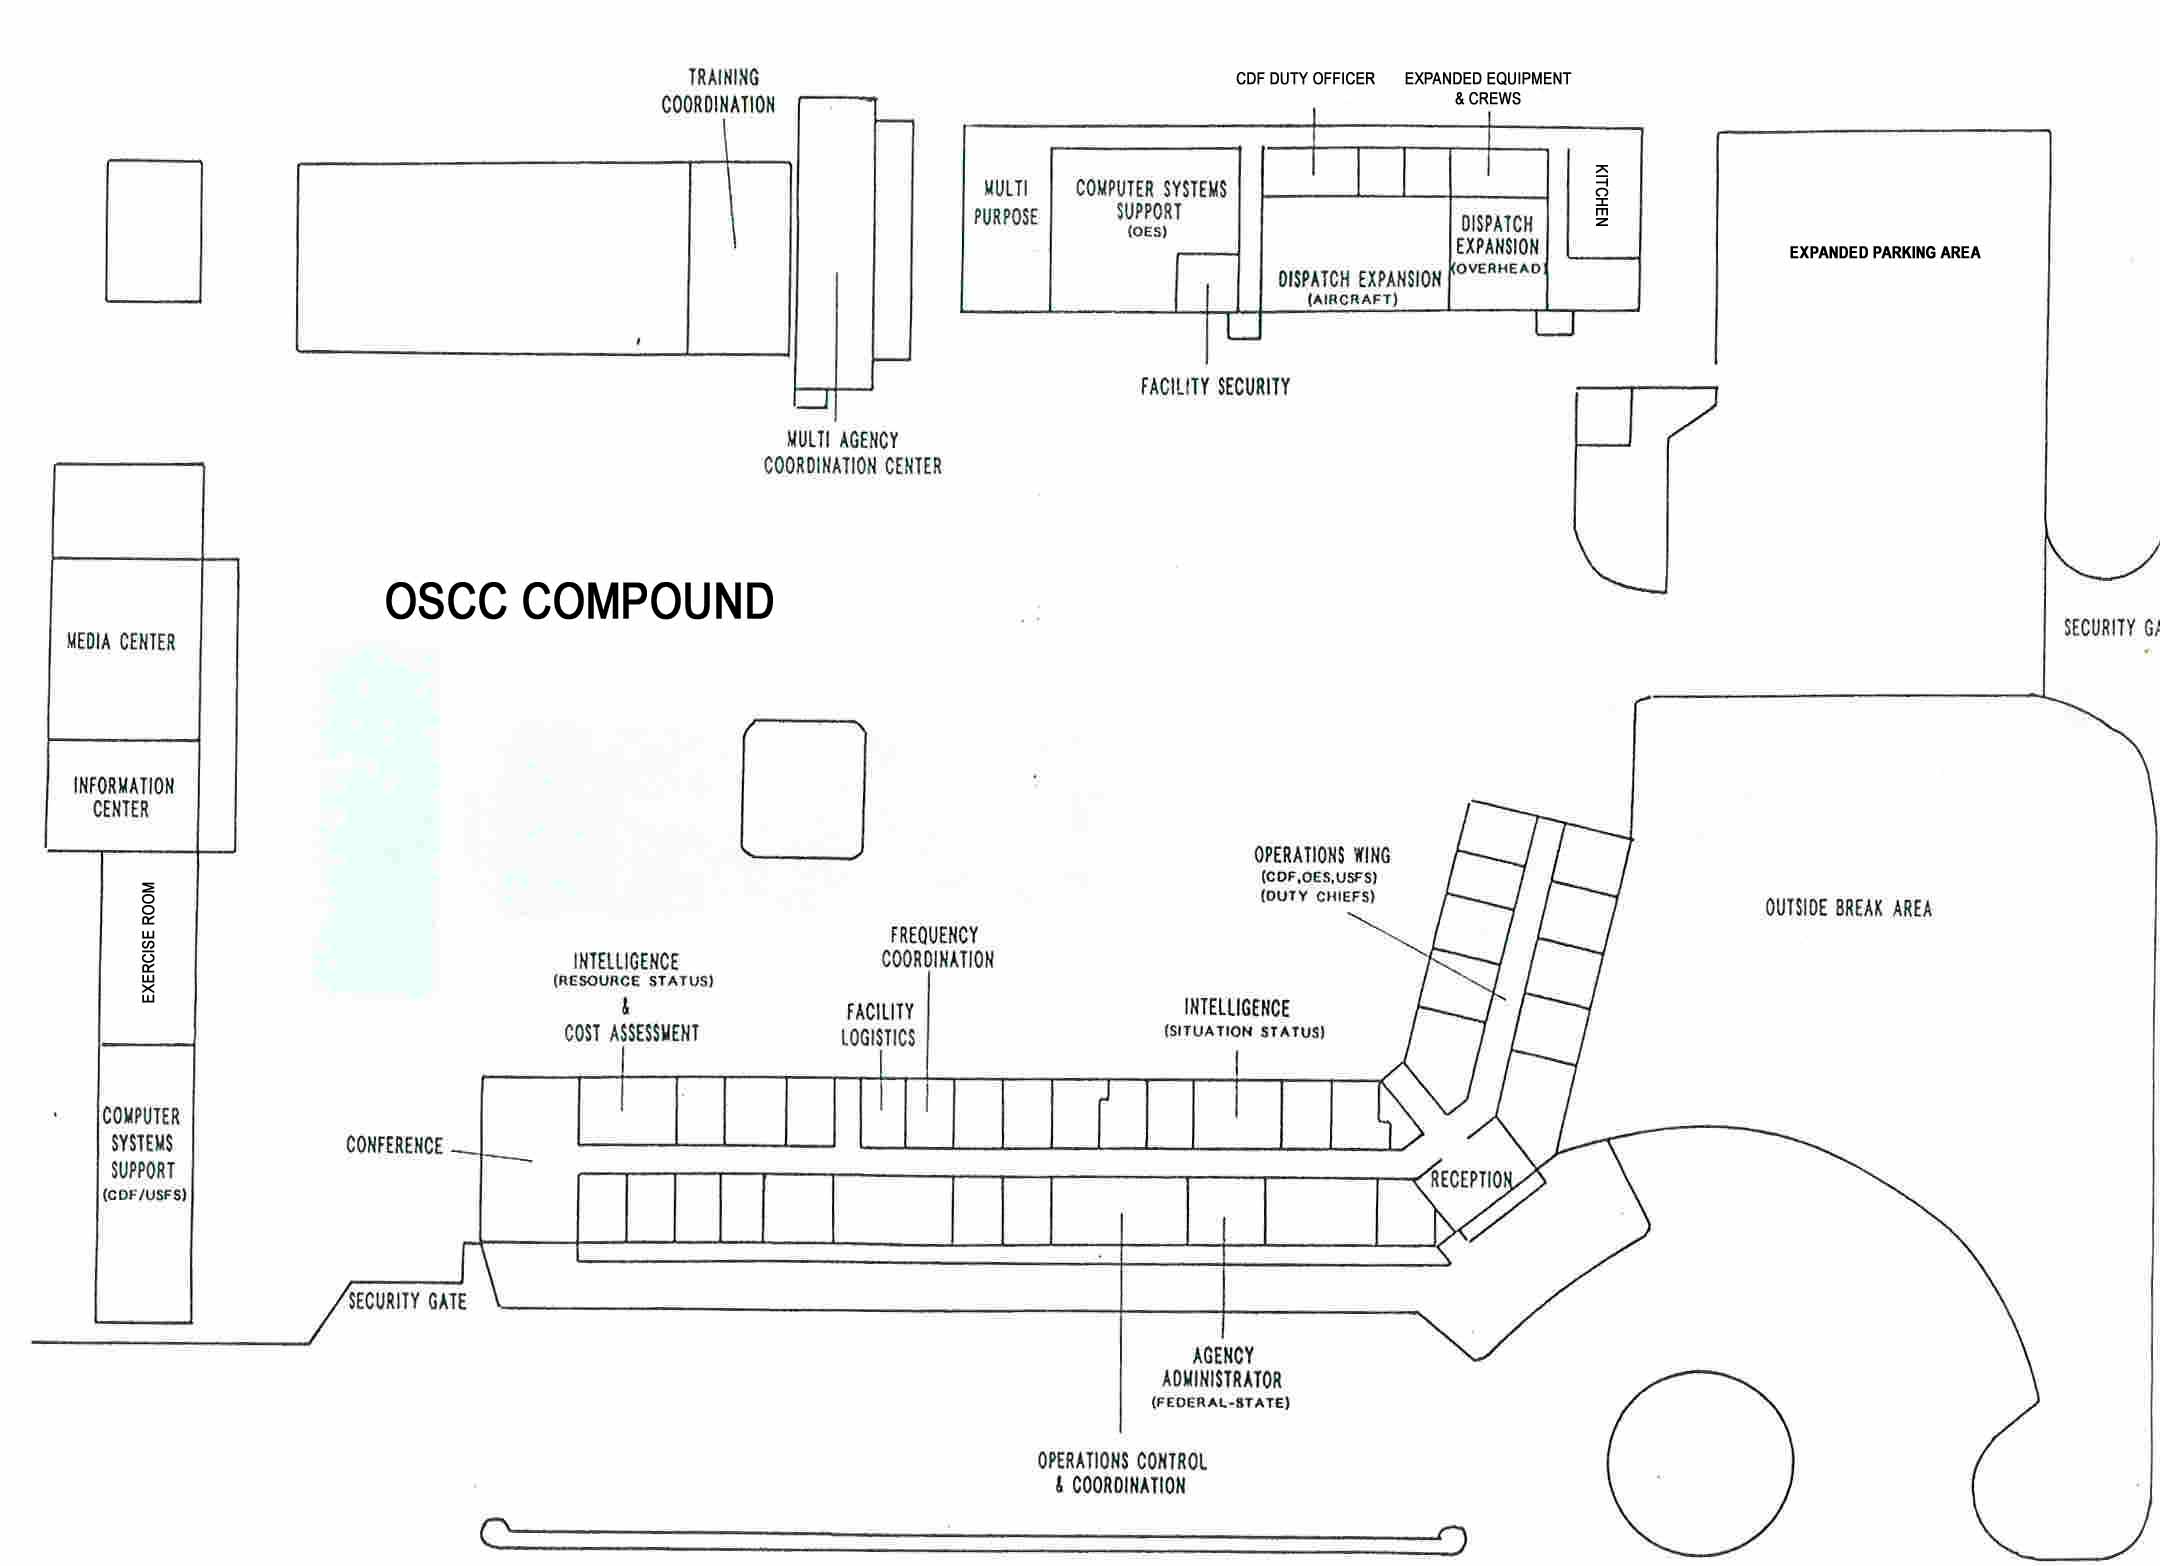 TRAINING
COORDINATION
CDF DUTY OFFICER
EXPANDED EQUIPMENT
& CREWS
MULTI
PURPOSE
COMPUTER SYSTEMS
SUPPORT
(OES)
KITCHEN
DISPATCH
EXPANSION
(OVERHEAD)
DISPATCH EXPANSION
(AIRCRAFT)
EXPANDED PARKING AREA
FACILITY SECURITY
MULTI AGENCY
COORDINATION CENTER
OSCC COMPOUND
MEDIA CENTER
SECURITY GA
INFORMATION
CENTER
OPERATIONS WING
(CDF,OES,USFS)
(DUTY CHIEFS)
OUTSIDE BREAK AREA
EXERCISE ROOM
FREQUENCY
COORDINATION
INTELLIGENCE
(RESOURCE STATUS)
&
COST ASSESSMENT
FACILITY
LOGISTICS
INTELLIGENCE
(SITUATION STATUS)
COMPUTER
SYSTEMS
SUPPORT
(CDF/USFS)
CONFERENCE
RECEPTION
SECURITY GATE
AGENCY
ADMINISTRATOR
(FEDERAL-STATE)
OPERATIONS CONTROL
& COORDINATION